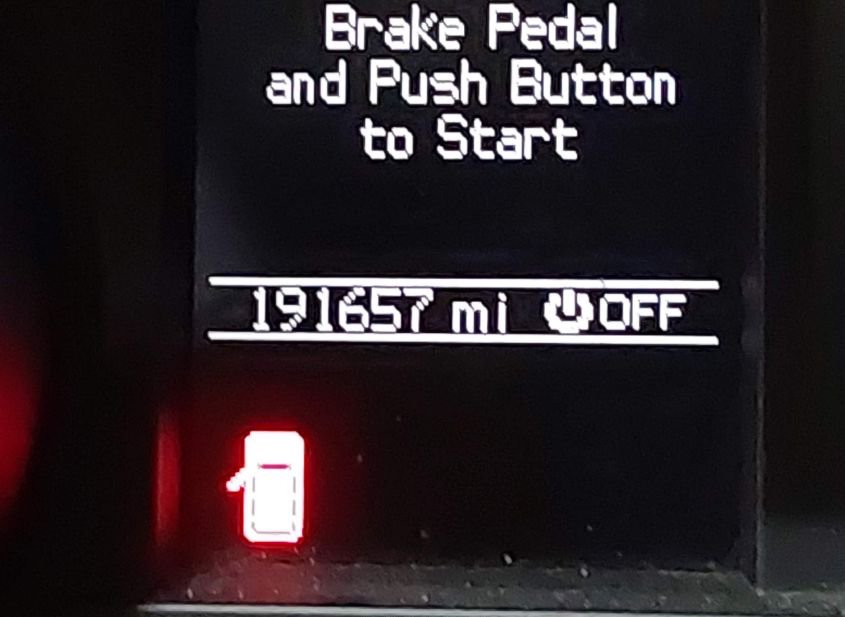 Brake Pedal
and Push Button
to Start
191657 mi OFF